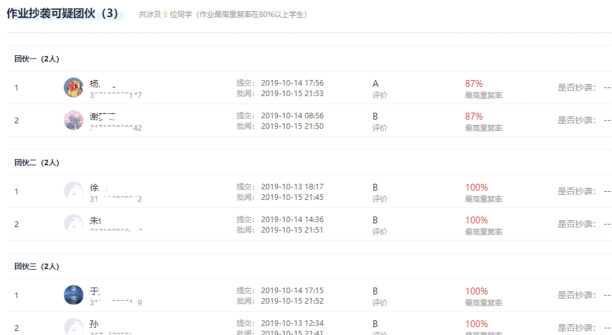 作业抄袭可疑团伙（3） 共涉及 6 位同学（作业最高重复率在80%以上学生）
团伙一（2人）
1 杨 提交： 2019-10-14 17:56 A 87% 是否抄袭： --
批阅： 2019-10-15 21:53 评价 最高重复率
2 谢 提交： 2019-10-14 08:56 B 87% 是否抄袭： --
批阅： 2019-10-15 21:50 评价 最高重复率
团伙二（2人）
1 徐 提交： 2019-10-13 18:17 B 100% 是否抄袭： --
批阅： 2019-10-15 21:45 评价 最高重复率
2 朱 提交： 2019-10-14 14:36 B 100% 是否抄袭： --
批阅： 2019-10-15 21:51 评价 最高重复率
团伙三（2人）
1 于 提交： 2019-10-14 17:15 B 100% 是否抄袭： --
批阅： 2019-10-15 21:52 评价 最高重复率
2 孙 提交： 2019-10-13 12:34 B 100% 是否抄袭： --
批阅： 2019-10-15 21:41 评价 最高重复率